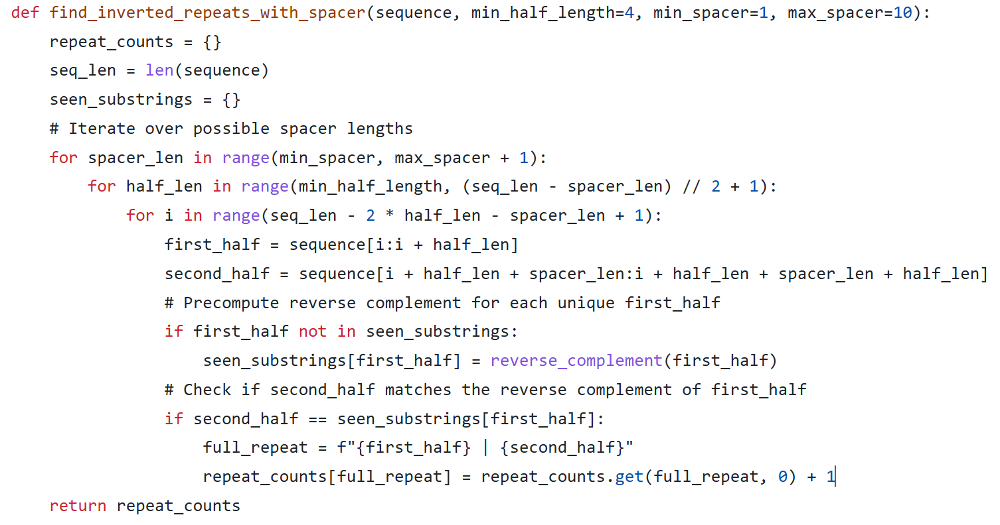 def find_inverted_repeats_with_spacer(sequence, min_half_length=4, min_spacer=1, max_spacer=10):
    repeat_counts = {}
    seq_len = len(sequence)
    seen_substrings = {}
    # Iterate over possible spacer lengths
    for spacer_len in range(min_spacer, max_spacer + 1):
        for half_len in range(min_half_length, (seq_len - spacer_len) // 2 + 1):
            for i in range(seq_len - 2 * half_len - spacer_len + 1):
                first_half = sequence[i:i + half_len]
                second_half = sequence[i + half_len + spacer_len:i + half_len + spacer_len + half_len]
                # Precompute reverse complement for each unique first_half
                if first_half not in seen_substrings:
                    seen_substrings[first_half] = reverse_complement(first_half)
                # Check if second_half matches the reverse complement of first_half
                if second_half == seen_substrings[first_half]:
                    full_repeat = f"{first_half} | {second_half}"
                    repeat_counts[full_repeat] = repeat_counts.get(full_repeat, 0) + 1
    return repeat_counts